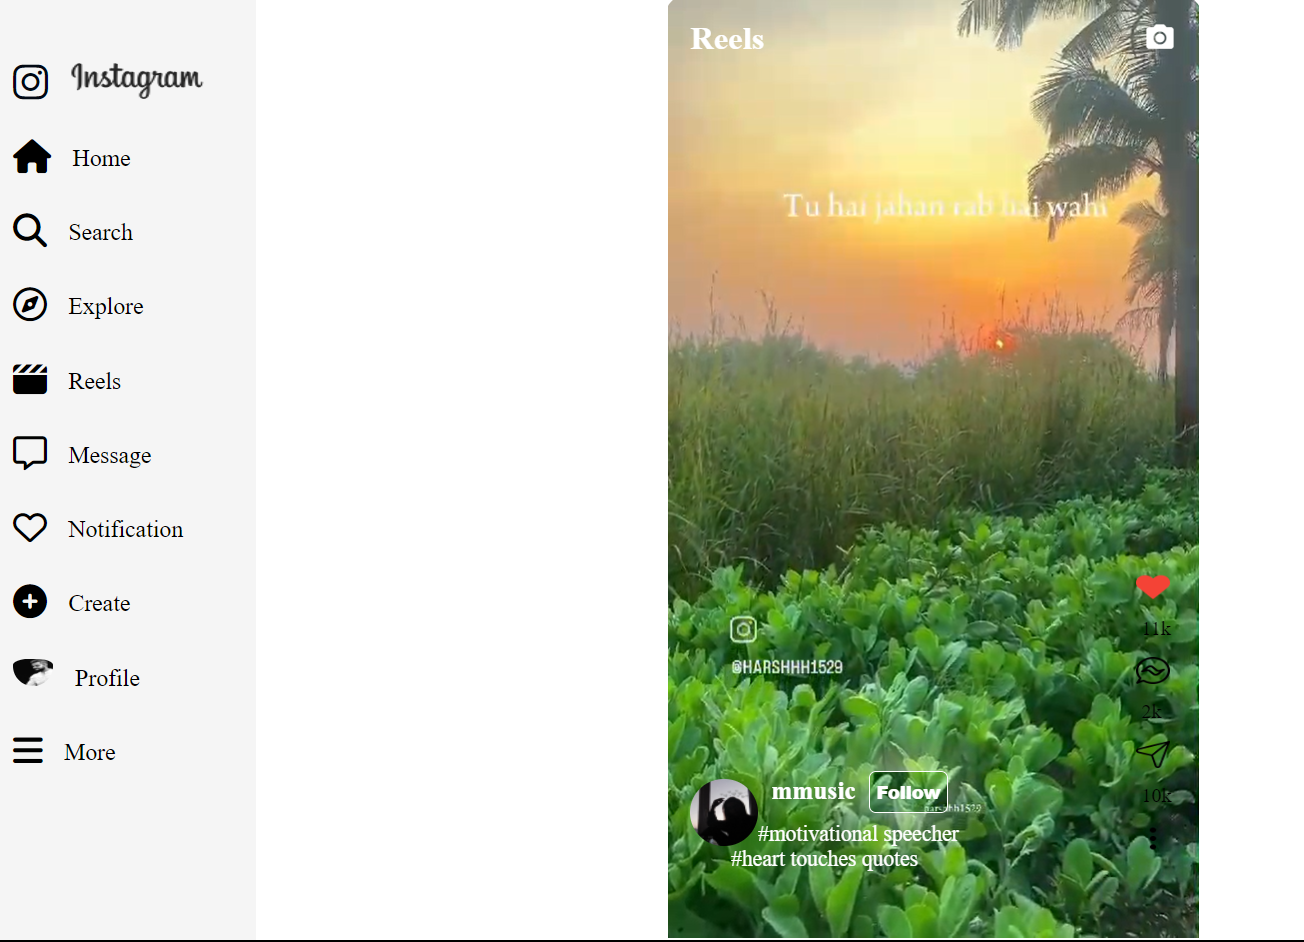 Instagram
Home
Search
Explore
Reels
Message
Notification
Create
Profile
More
Reels
Tu hai jahan rab hai wahi
@HARSHHH1529
11k
2k
10k
mmusic
Follow
#motivational speecher
#heart touches quotes